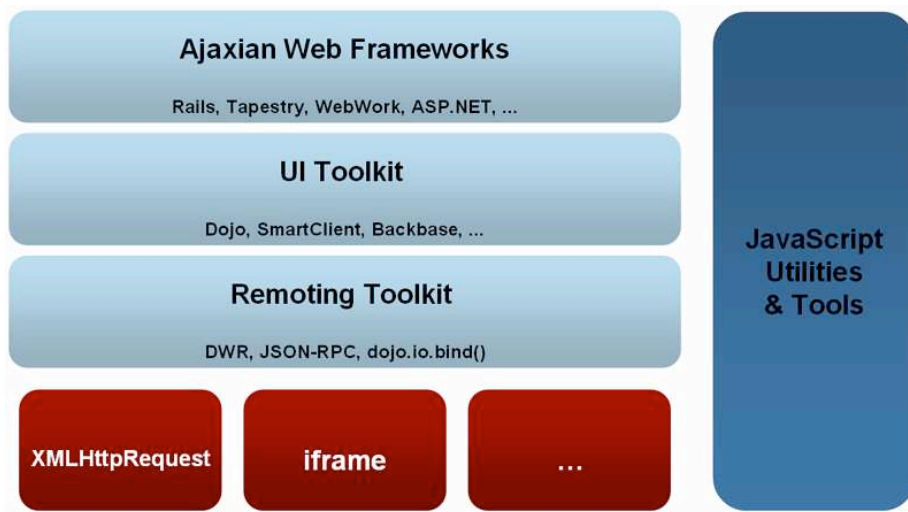 Ajaxian Web Frameworks
Rails, Tapestry, WebWork, ASP.NET, ...
UI Toolkit
Dojo, SmartClient, Backbase, ...
Remoting Toolkit
DWR, JSON-RPC, dojo.io.bind()
XMLHttpRequest
iframe
...
JavaScript
Utilities
& Tools